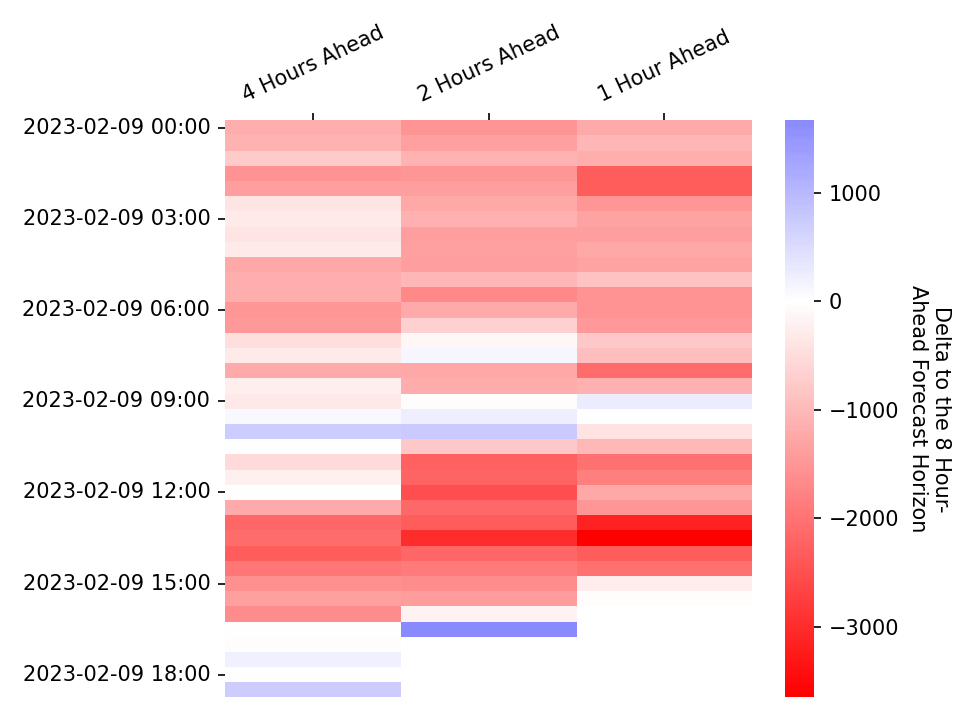 4 Hours Ahead
2 Hours Ahead
1 Hour Ahead
2023-02-09 00:00
2023-02-09 03:00
2023-02-09 06:00
2023-02-09 09:00
2023-02-09 12:00
2023-02-09 15:00
2023-02-09 18:00
1000
0
−1000
−2000
−3000
Delta to the 8 Hour-
Ahead Forecast Horizon